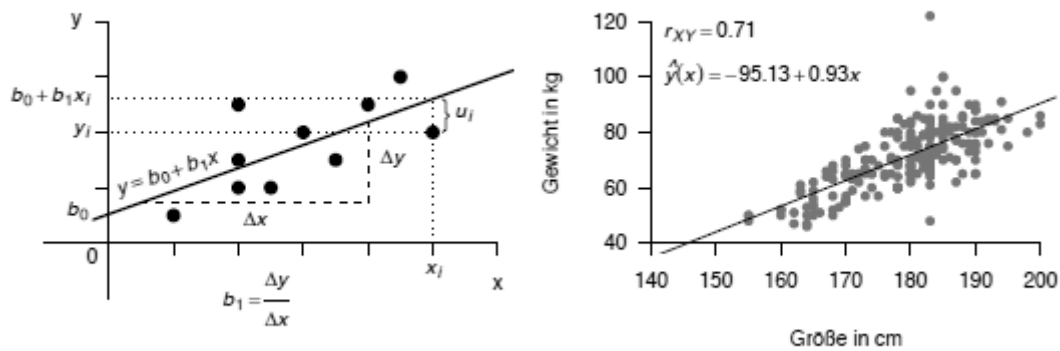 y
b₀ + b₁xᵢ
uᵢ
yᵢ
y = b₀ + b₁x
Δy
b₀
Δx
0
xᵢ
x
b₁ = Δy/Δx
r_XY = 0.71
ŷ(x) = −95.13 + 0.93x
Gewicht in kg
120
100
80
60
40
140 150 160 170 180 190 200
Größe in cm